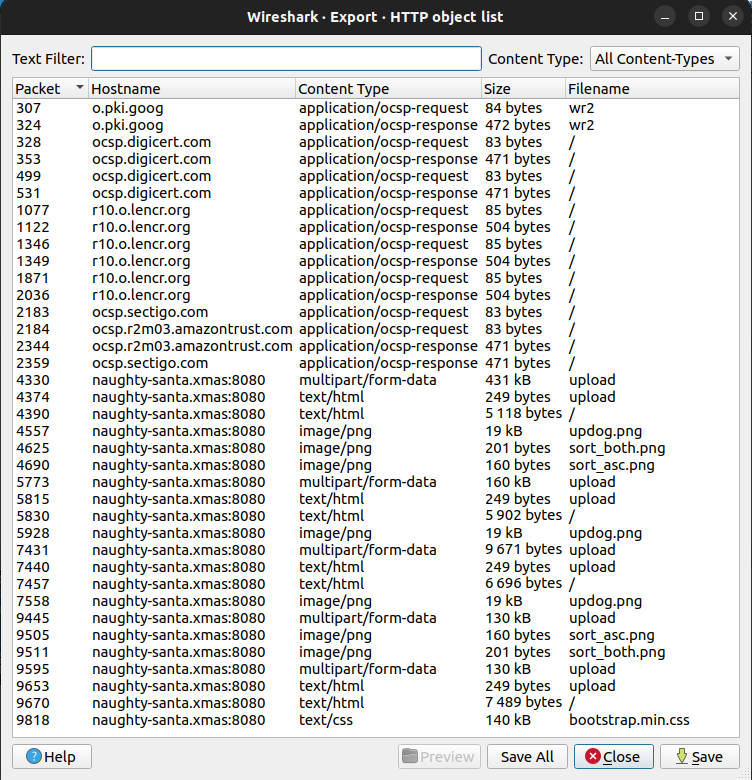 Wireshark · Export · HTTP object list
Text Filter: Content Type: All Content-Types
Packet Hostname Content Type Size Filename
307 o.pki.goog application/ocsp-request 84 bytes wr2
324 o.pki.goog application/ocsp-response 472 bytes wr2
328 ocsp.digicert.com application/ocsp-request 83 bytes /
353 ocsp.digicert.com application/ocsp-response 471 bytes /
499 ocsp.digicert.com application/ocsp-request 83 bytes /
531 ocsp.digicert.com application/ocsp-response 471 bytes /
1077 r10.o.lencr.org application/ocsp-request 85 bytes /
1122 r10.o.lencr.org application/ocsp-response 504 bytes /
1346 r10.o.lencr.org application/ocsp-request 85 bytes /
1349 r10.o.lencr.org application/ocsp-response 504 bytes /
1871 r10.o.lencr.org application/ocsp-request 85 bytes /
2036 r10.o.lencr.org application/ocsp-response 504 bytes /
2183 ocsp.sectigo.com application/ocsp-request 83 bytes /
2184 ocsp.r2m03.amazontrust.com application/ocsp-request 83 bytes /
2344 ocsp.r2m03.amazontrust.com application/ocsp-response 471 bytes /
2359 ocsp.sectigo.com application/ocsp-response 471 bytes /
4330 naughty-santa.xmas:8080 multipart/form-data 431 kB upload
4374 naughty-santa.xmas:8080 text/html 249 bytes upload
4390 naughty-santa.xmas:8080 text/html 5 118 bytes /
4557 naughty-santa.xmas:8080 image/png 19 kB updog.png
4625 naughty-santa.xmas:8080 image/png 201 bytes sort_both.png
4690 naughty-santa.xmas:8080 image/png 160 bytes sort_asc.png
5773 naughty-santa.xmas:8080 multipart/form-data 160 kB upload
5815 naughty-santa.xmas:8080 text/html 249 bytes upload
5830 naughty-santa.xmas:8080 text/html 5 902 bytes /
5928 naughty-santa.xmas:8080 image/png 19 kB updog.png
7431 naughty-santa.xmas:8080 multipart/form-data 9 671 bytes upload
7440 naughty-santa.xmas:8080 text/html 249 bytes upload
7457 naughty-santa.xmas:8080 text/html 6 696 bytes /
7558 naughty-santa.xmas:8080 image/png 19 kB updog.png
9445 naughty-santa.xmas:8080 multipart/form-data 130 kB upload
9505 naughty-santa.xmas:8080 image/png 160 bytes sort_asc.png
9511 naughty-santa.xmas:8080 image/png 201 bytes sort_both.png
9595 naughty-santa.xmas:8080 multipart/form-data 130 kB upload
9653 naughty-santa.xmas:8080 text/html 249 bytes upload
9670 naughty-santa.xmas:8080 text/html 7 489 bytes /
9818 naughty-santa.xmas:8080 text/css 140 kB bootstrap.min.css
Help Preview Save All Close Save